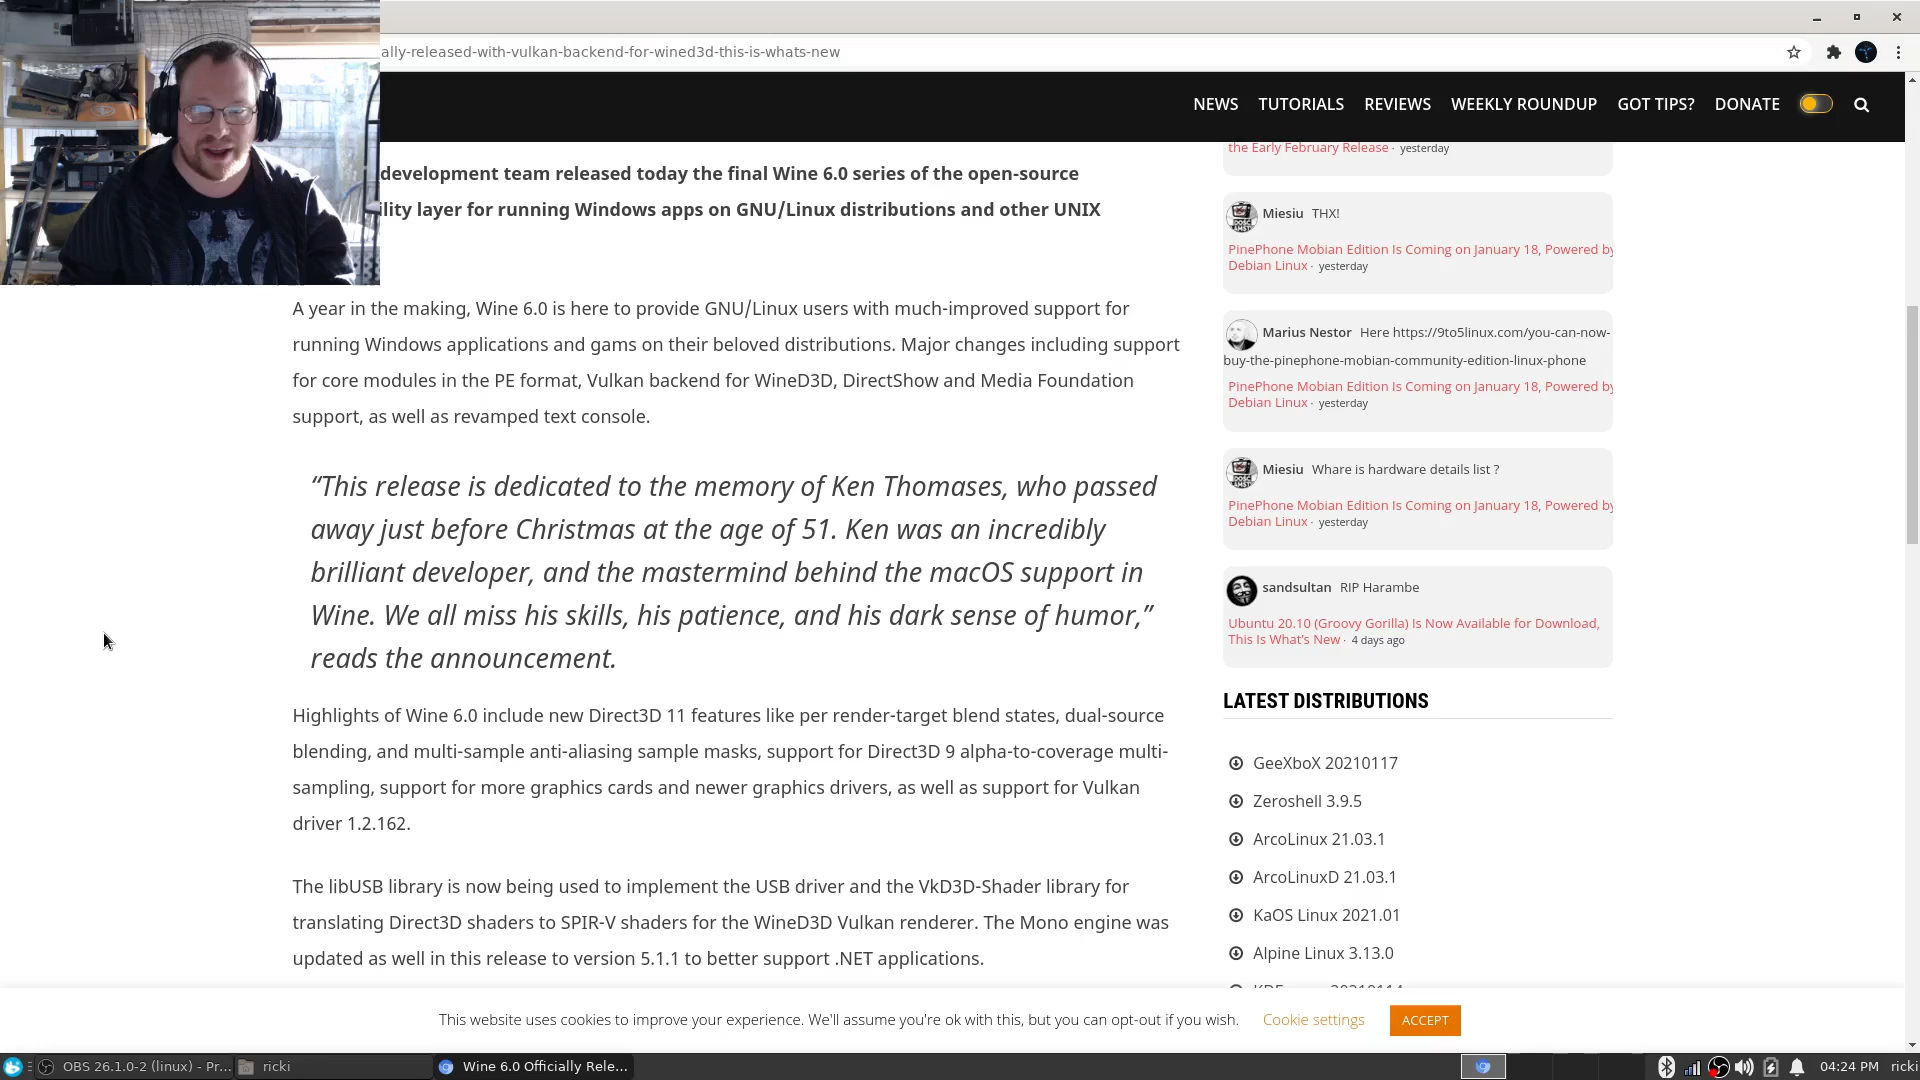 ally-released-with-vulkan-backend-for-wined3d-this-is-whats-new
NEWS TUTORIALS REVIEWS WEEKLY ROUNDUP GOT TIPS? DONATE
development team released today the final Wine 6.0 series of the open-source
ility layer for running Windows apps on GNU/Linux distributions and other UNIX
A year in the making, Wine 6.0 is here to provide GNU/Linux users with much-improved support for
running Windows applications and gams on their beloved distributions. Major changes including support
for core modules in the PE format, Vulkan backend for WineD3D, DirectShow and Media Foundation
support, as well as revamped text console.
“This release is dedicated to the memory of Ken Thomases, who passed
away just before Christmas at the age of 51. Ken was an incredibly
brilliant developer, and the mastermind behind the macOS support in
Wine. We all miss his skills, his patience, and his dark sense of humor,”
reads the announcement.
Highlights of Wine 6.0 include new Direct3D 11 features like per render-target blend states, dual-source
blending, and multi-sample anti-aliasing sample masks, support for Direct3D 9 alpha-to-coverage multi-
sampling, support for more graphics cards and newer graphics drivers, as well as support for Vulkan
driver 1.2.162.
The libUSB library is now being used to implement the USB driver and the VkD3D-Shader library for
translating Direct3D shaders to SPIR-V shaders for the WineD3D Vulkan renderer. The Mono engine was
updated as well in this release to version 5.1.1 to better support .NET applications.
the Early February Release · yesterday
Miesiu THX!
PinePhone Mobian Edition Is Coming on January 18, Powered by
Debian Linux · yesterday
Marius Nestor Here https://9to5linux.com/you-can-now-
buy-the-pinephone-mobian-community-edition-linux-phone
PinePhone Mobian Edition Is Coming on January 18, Powered by
Debian Linux · yesterday
Miesiu Whare is hardware details list ?
PinePhone Mobian Edition Is Coming on January 18, Powered by
Debian Linux · yesterday
sandsultan RIP Harambe
Ubuntu 20.10 (Groovy Gorilla) Is Now Available for Download,
This Is What’s New · 4 days ago
LATEST DISTRIBUTIONS
GeeXboX 20210117
Zeroshell 3.9.5
ArcoLinux 21.03.1
ArcoLinuxD 21.03.1
KaOS Linux 2021.01
Alpine Linux 3.13.0
This website uses cookies to improve your experience. We'll assume you're ok with this, but you can opt-out if you wish. Cookie settings ACCEPT
OBS 26.1.0-2 (linux) - Pr... ricki Wine 6.0 Officially Rele... 04:24 PM ricki